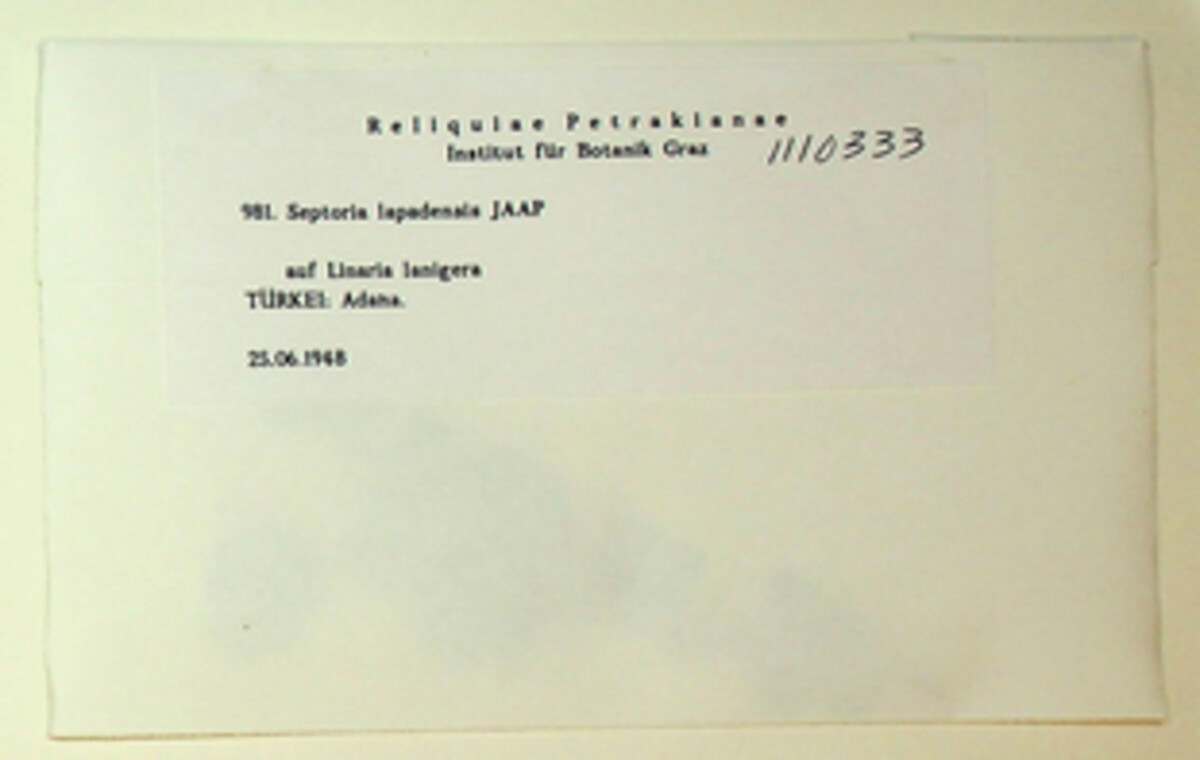 Reliquiae Petrakianae
Institut für Botanik Graz 1110333
981. Septoria lapadensis JAAP
auf Linaria lanigera
TÜRKEI: Adana.
25.06.1948